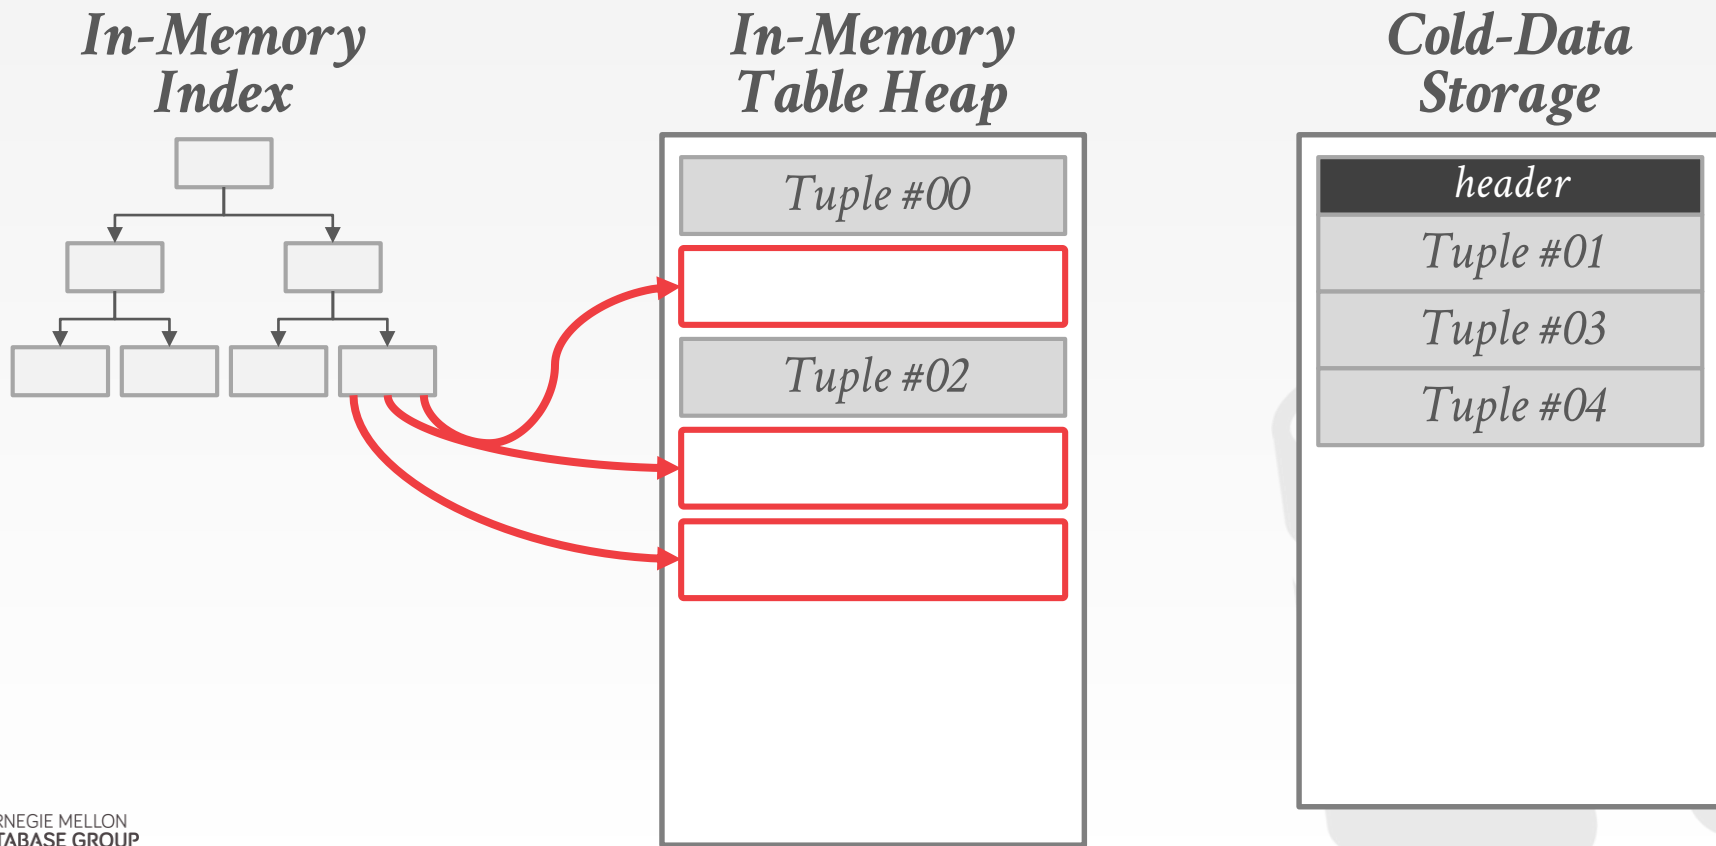 In-Memory
Index
In-Memory
Table Heap
Cold-Data
Storage
Tuple #00
Tuple #02
header
Tuple #01
Tuple #03
Tuple #04
RNEGIE MELLON
TABASE GROUP